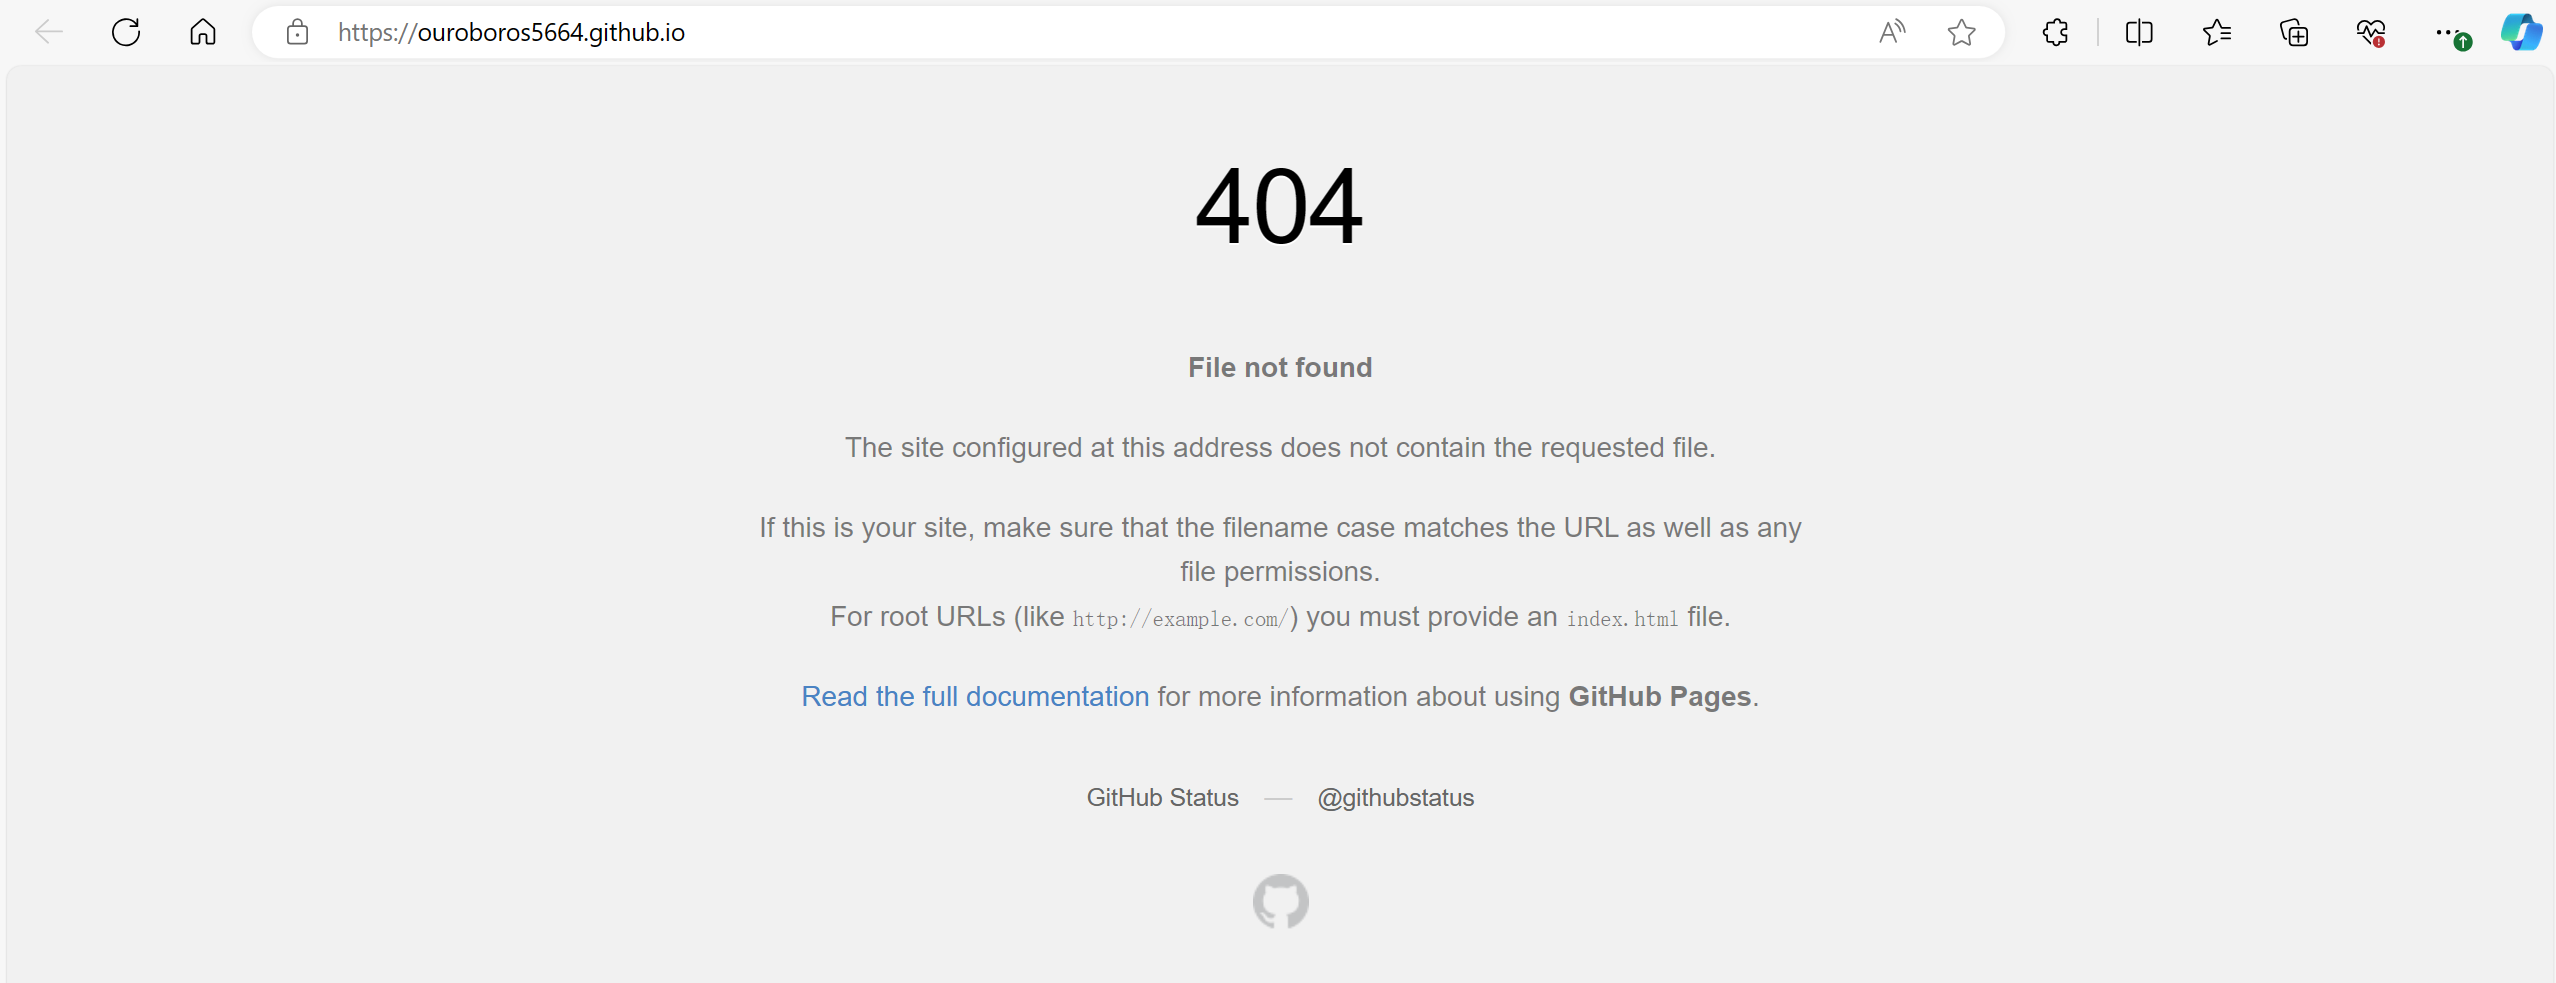 https://ouroboros5664.github.io
404
File not found
The site configured at this address does not contain the requested file.
If this is your site, make sure that the filename case matches the URL as well as any
file permissions.
For root URLs (like http://example.com/) you must provide an index.html file.
Read the full documentation for more information about using GitHub Pages.
GitHub Status — @githubstatus